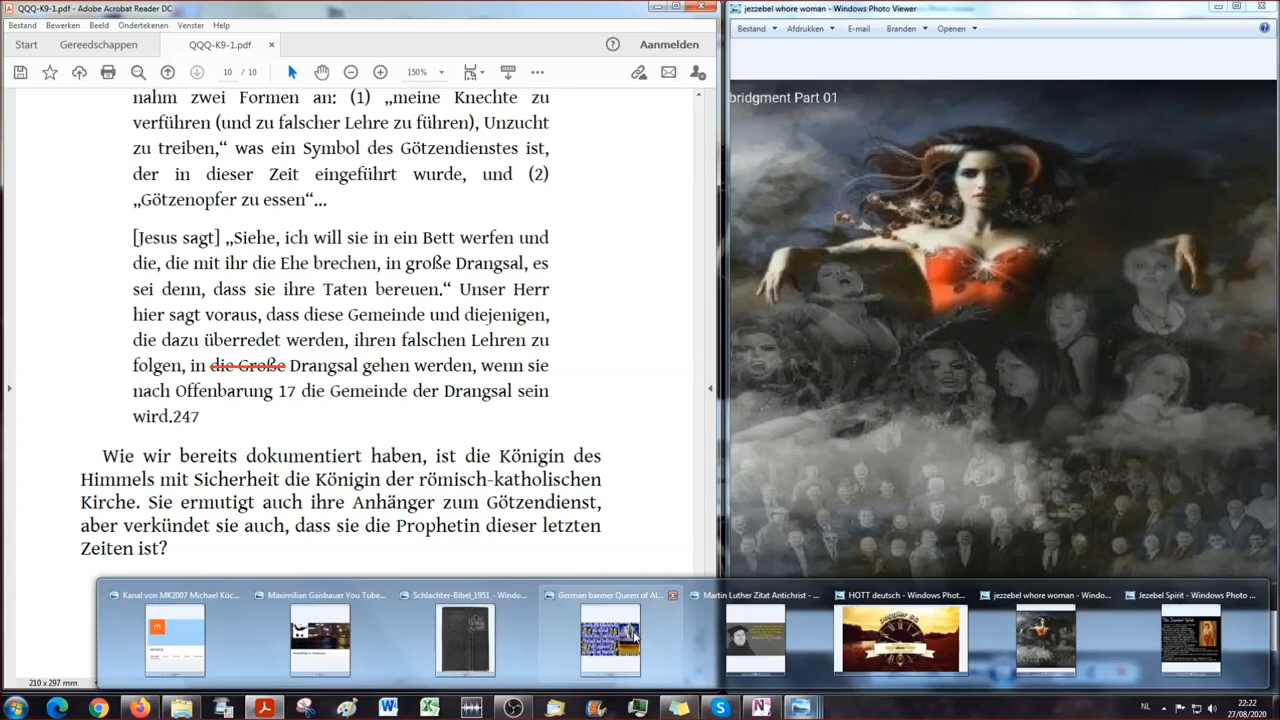 QQQ-K9-1.pdf - Adobe Acrobat Reader DC
Bestand Bewerken Beeld Ondertekenen Venster Help
Start Gereedschappen QQQ-K9-1.pdf × Aanmelden
10 / 10 150%
nahm zwei Formen an: (1) „meine Knechte zu
verführen (und zu falscher Lehre zu führen), Unzucht
zu treiben,“ was ein Symbol des Götzendienstes ist,
der in dieser Zeit eingeführt wurde, und (2)
„Götzenopfer zu essen“...
[Jesus sagt] „Siehe, ich will sie in ein Bett werfen und
die, die mit ihr die Ehe brechen, in große Drangsal, es
sei denn, dass sie ihre Taten bereuen.“ Unser Herr
hier sagt voraus, dass diese Gemeinde und diejenigen,
die dazu überredet werden, ihren falschen Lehren zu
folgen, in die Große Drangsal gehen werden, wenn sie
nach Offenbarung 17 die Gemeinde der Drangsal sein
wird.247
Wie wir bereits dokumentiert haben, ist die Königin des
Himmels mit Sicherheit die Königin der römisch-katholischen
Kirche. Sie ermutigt auch ihre Anhänger zum Götzendienst,
aber verkündet sie auch, dass sie die Prophetin dieser letzten
Zeiten ist?
210 x 297 mm
jezzebel whore woman - Windows Photo Viewer
Bestand Afdrukken E-mail Branden Openen
bridgment Part 01
Kanal von MK2007 Michael Küc...
Maximilian Gaisbauer You Tube...
Schlachter-Bibel_1951 - Windo...
German banner Queen of Al...
Martin Luther Zitat Antichrist - ...
HOTT deutsch - Windows Phot...
jezzebel whore woman - Windo...
Jezebel Spirit - Windows Photo ...
NL 22:22
27/08/2020